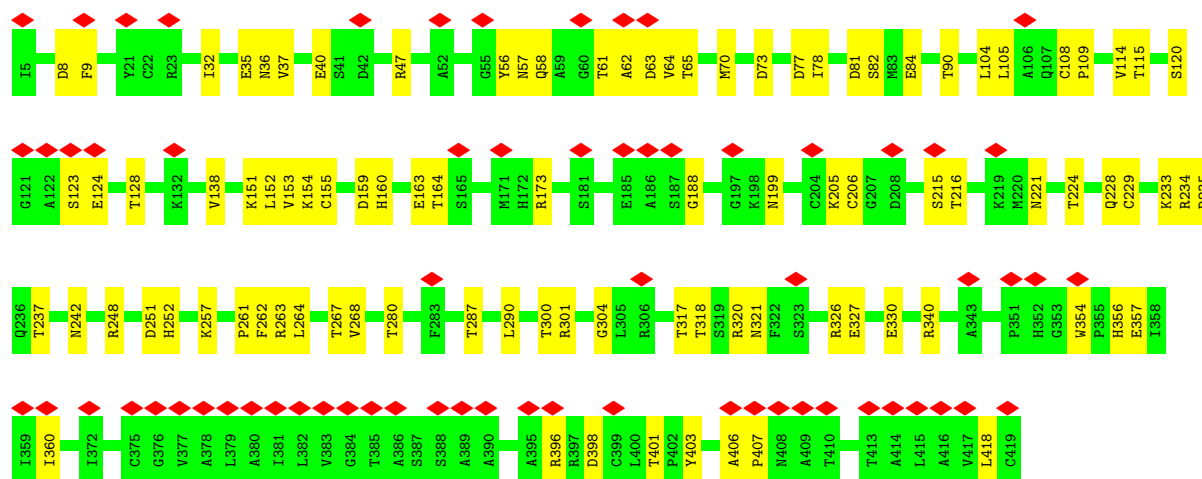 I5 D8 F9 Y21 C22 R23 I32 E35 N36 V37 E40 S41 D42 R47 A52 G55 Y56 N57 Q58 A59 G60 T61 A62 D63 V64 T65 M70 D73 D77 I78 D81 S82 M83 E84 T90 L104 L105 A106 Q107 C108 P109 V114 T115 S120
G121 A122 S123 E124 T128 K132 V138 K151 L152 V153 K154 C155 D159 H160 E163 T164 S165 M171 H172 R173 S181 E185 A186 S187 G188 G197 K198 N199 C204 K205 C206 G207 D208 S215 T216 K219 M220 N221 T224 Q228 C229 K233 R234
Q236 T237 N242 R248 D251 H252 K257 P261 F262 R263 L264 T267 V268 T280 F283 T287 L290 T300 R301 G304 L305 R306 T317 T318 S319 R320 N321 F322 S323 R326 E327 E330 R340 A343 P351 H352 G353 W354 P355 H356 E357 I358
I359 I360 I372 C375 G376 V377 A378 L379 A380 I381 L382 V383 G384 T385 A386 S387 S388 A389 A390 A395 R396 R397 D398 C399 L400 T401 P402 Y403 A406 P407 N408 A409 T410 T413 A414 L415 A416 V417 L418 C419